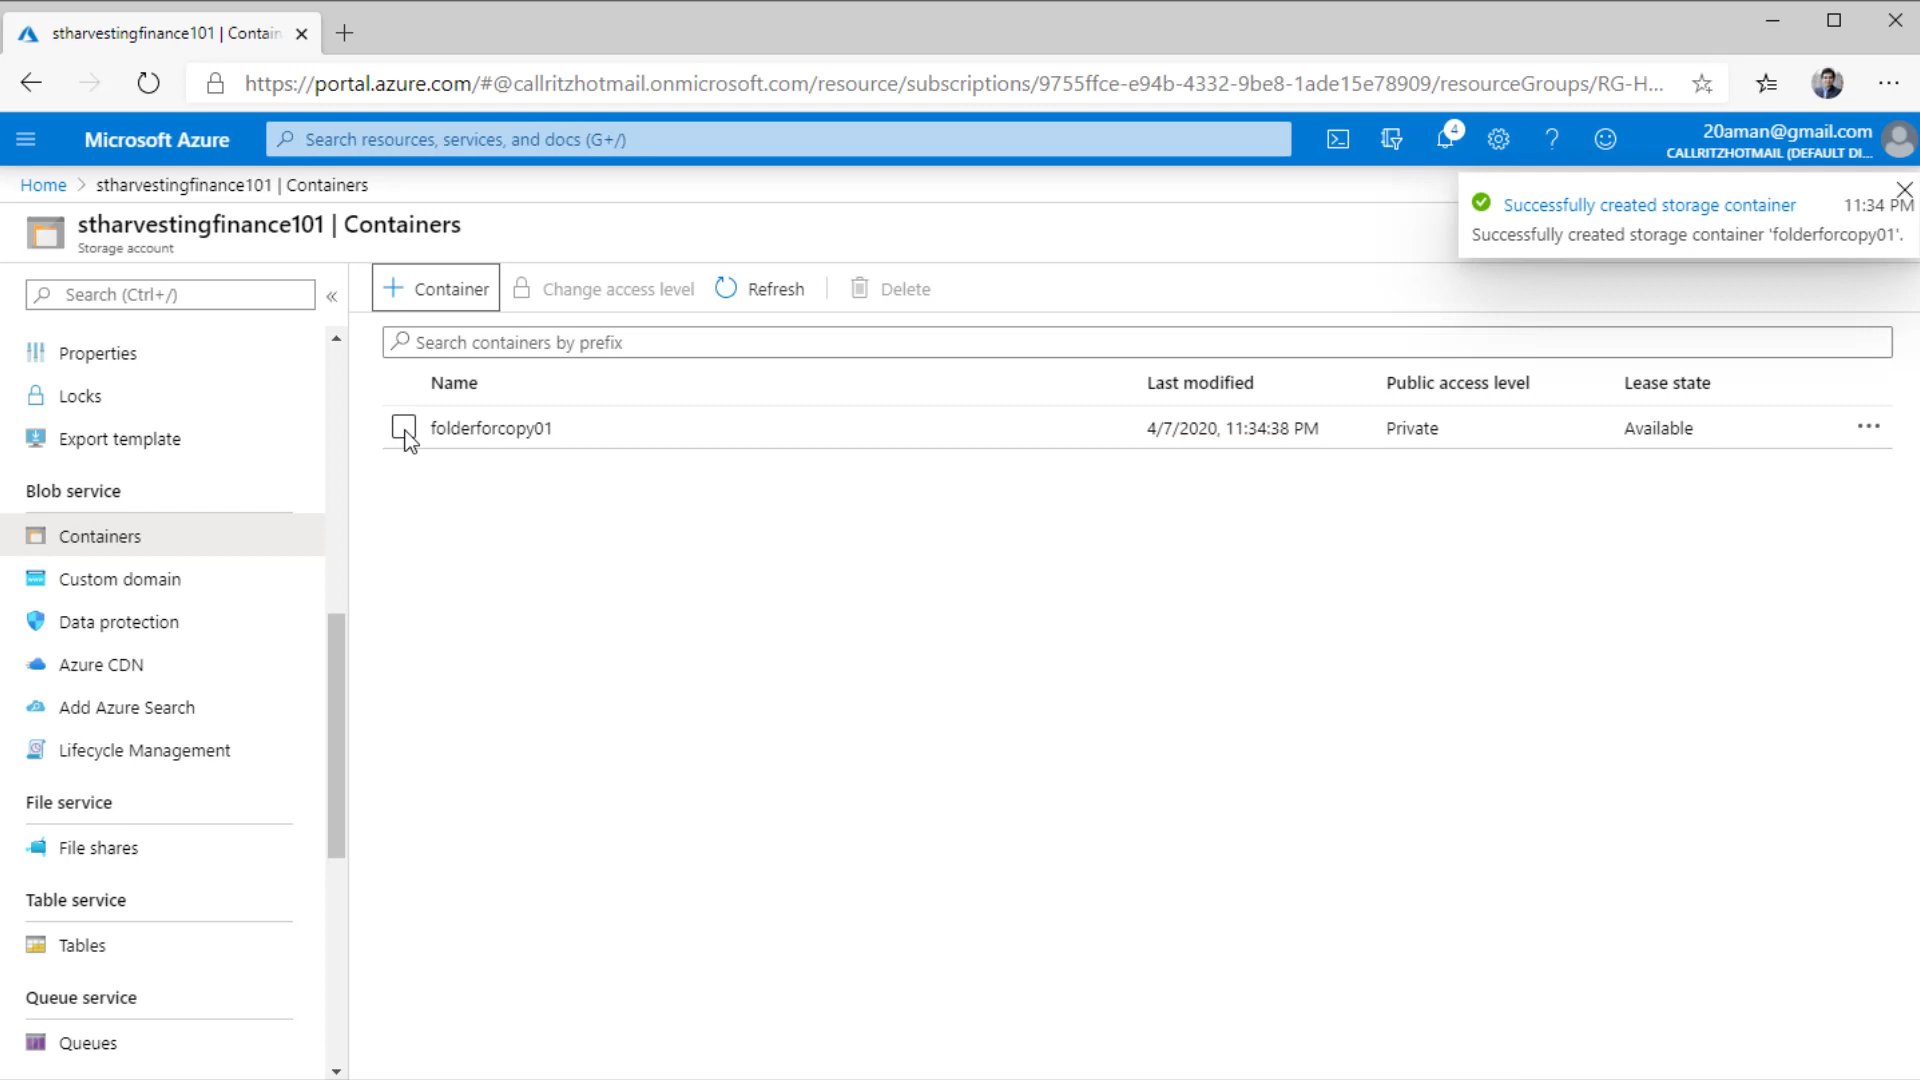 stharvestingfinance101 | Contain
https://portal.azure.com/#@callritzhotmail.onmicrosoft.com/resource/subscriptions/9755ffce-e94b-4332-9be8-1ade15e78909/resourceGroups/RG-H...
Microsoft Azure
Search resources, services, and docs (G+/)
4
20aman@gmail.com
CALLRITZHOTMAIL (DEFAULT DI...
Home > stharvestingfinance101 | Containers
stharvestingfinance101 | Containers
Storage account
Successfully created storage container 11:34 PM
Successfully created storage container 'folderforcopy01'.
Search (Ctrl+/)
«
Container
Change access level
Refresh
Delete
Search containers by prefix
Name Last modified Public access level Lease state
folderforcopy01 4/7/2020, 11:34:38 PM Private Available
Properties
Locks
Export template
Blob service
Containers
Custom domain
Data protection
Azure CDN
Add Azure Search
Lifecycle Management
File service
File shares
Table service
Tables
Queue service
Queues